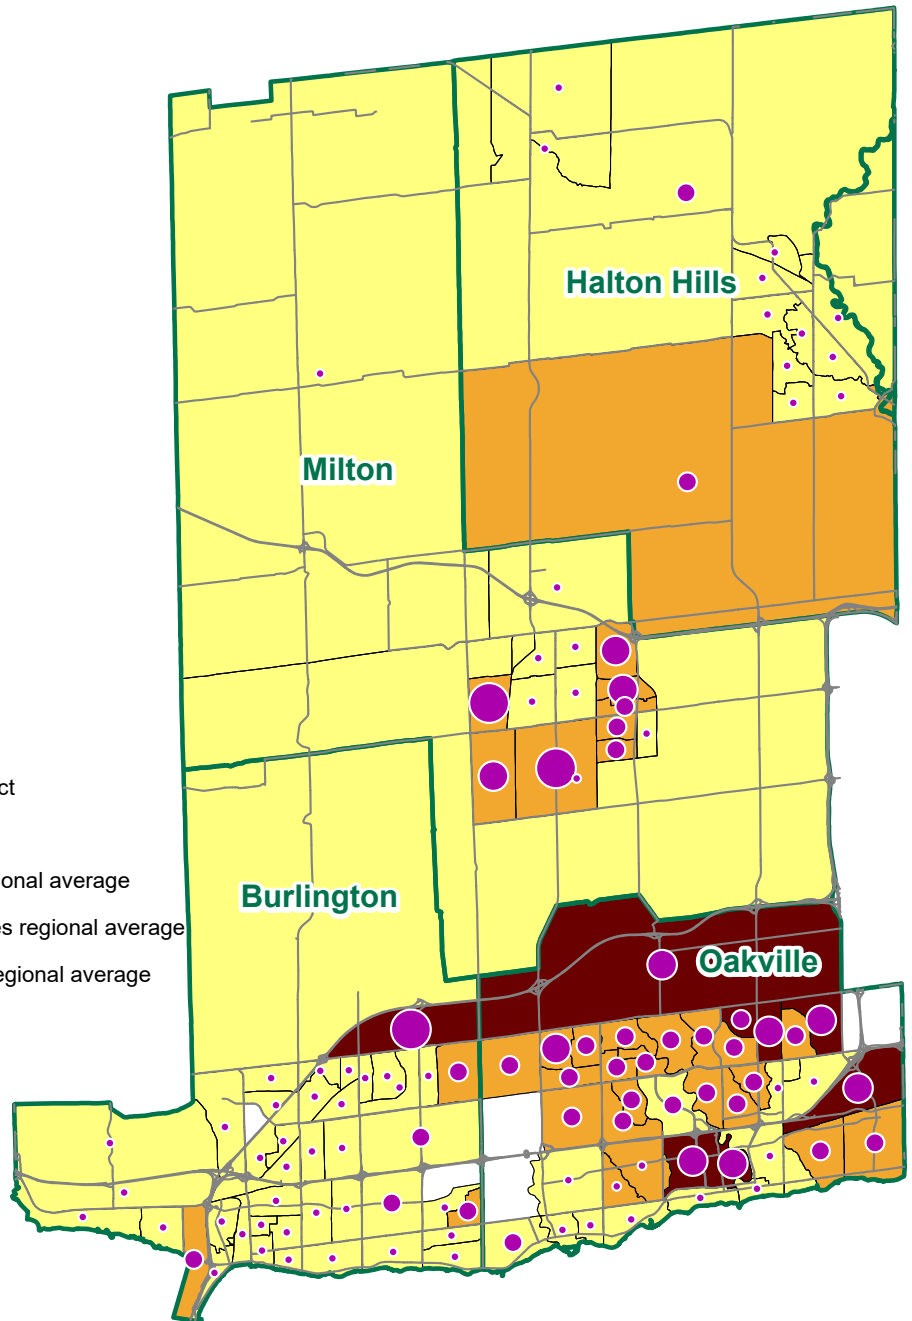 Halton Hills
Milton
ct
onal average
Burlington
es regional average
Oakville
egional average